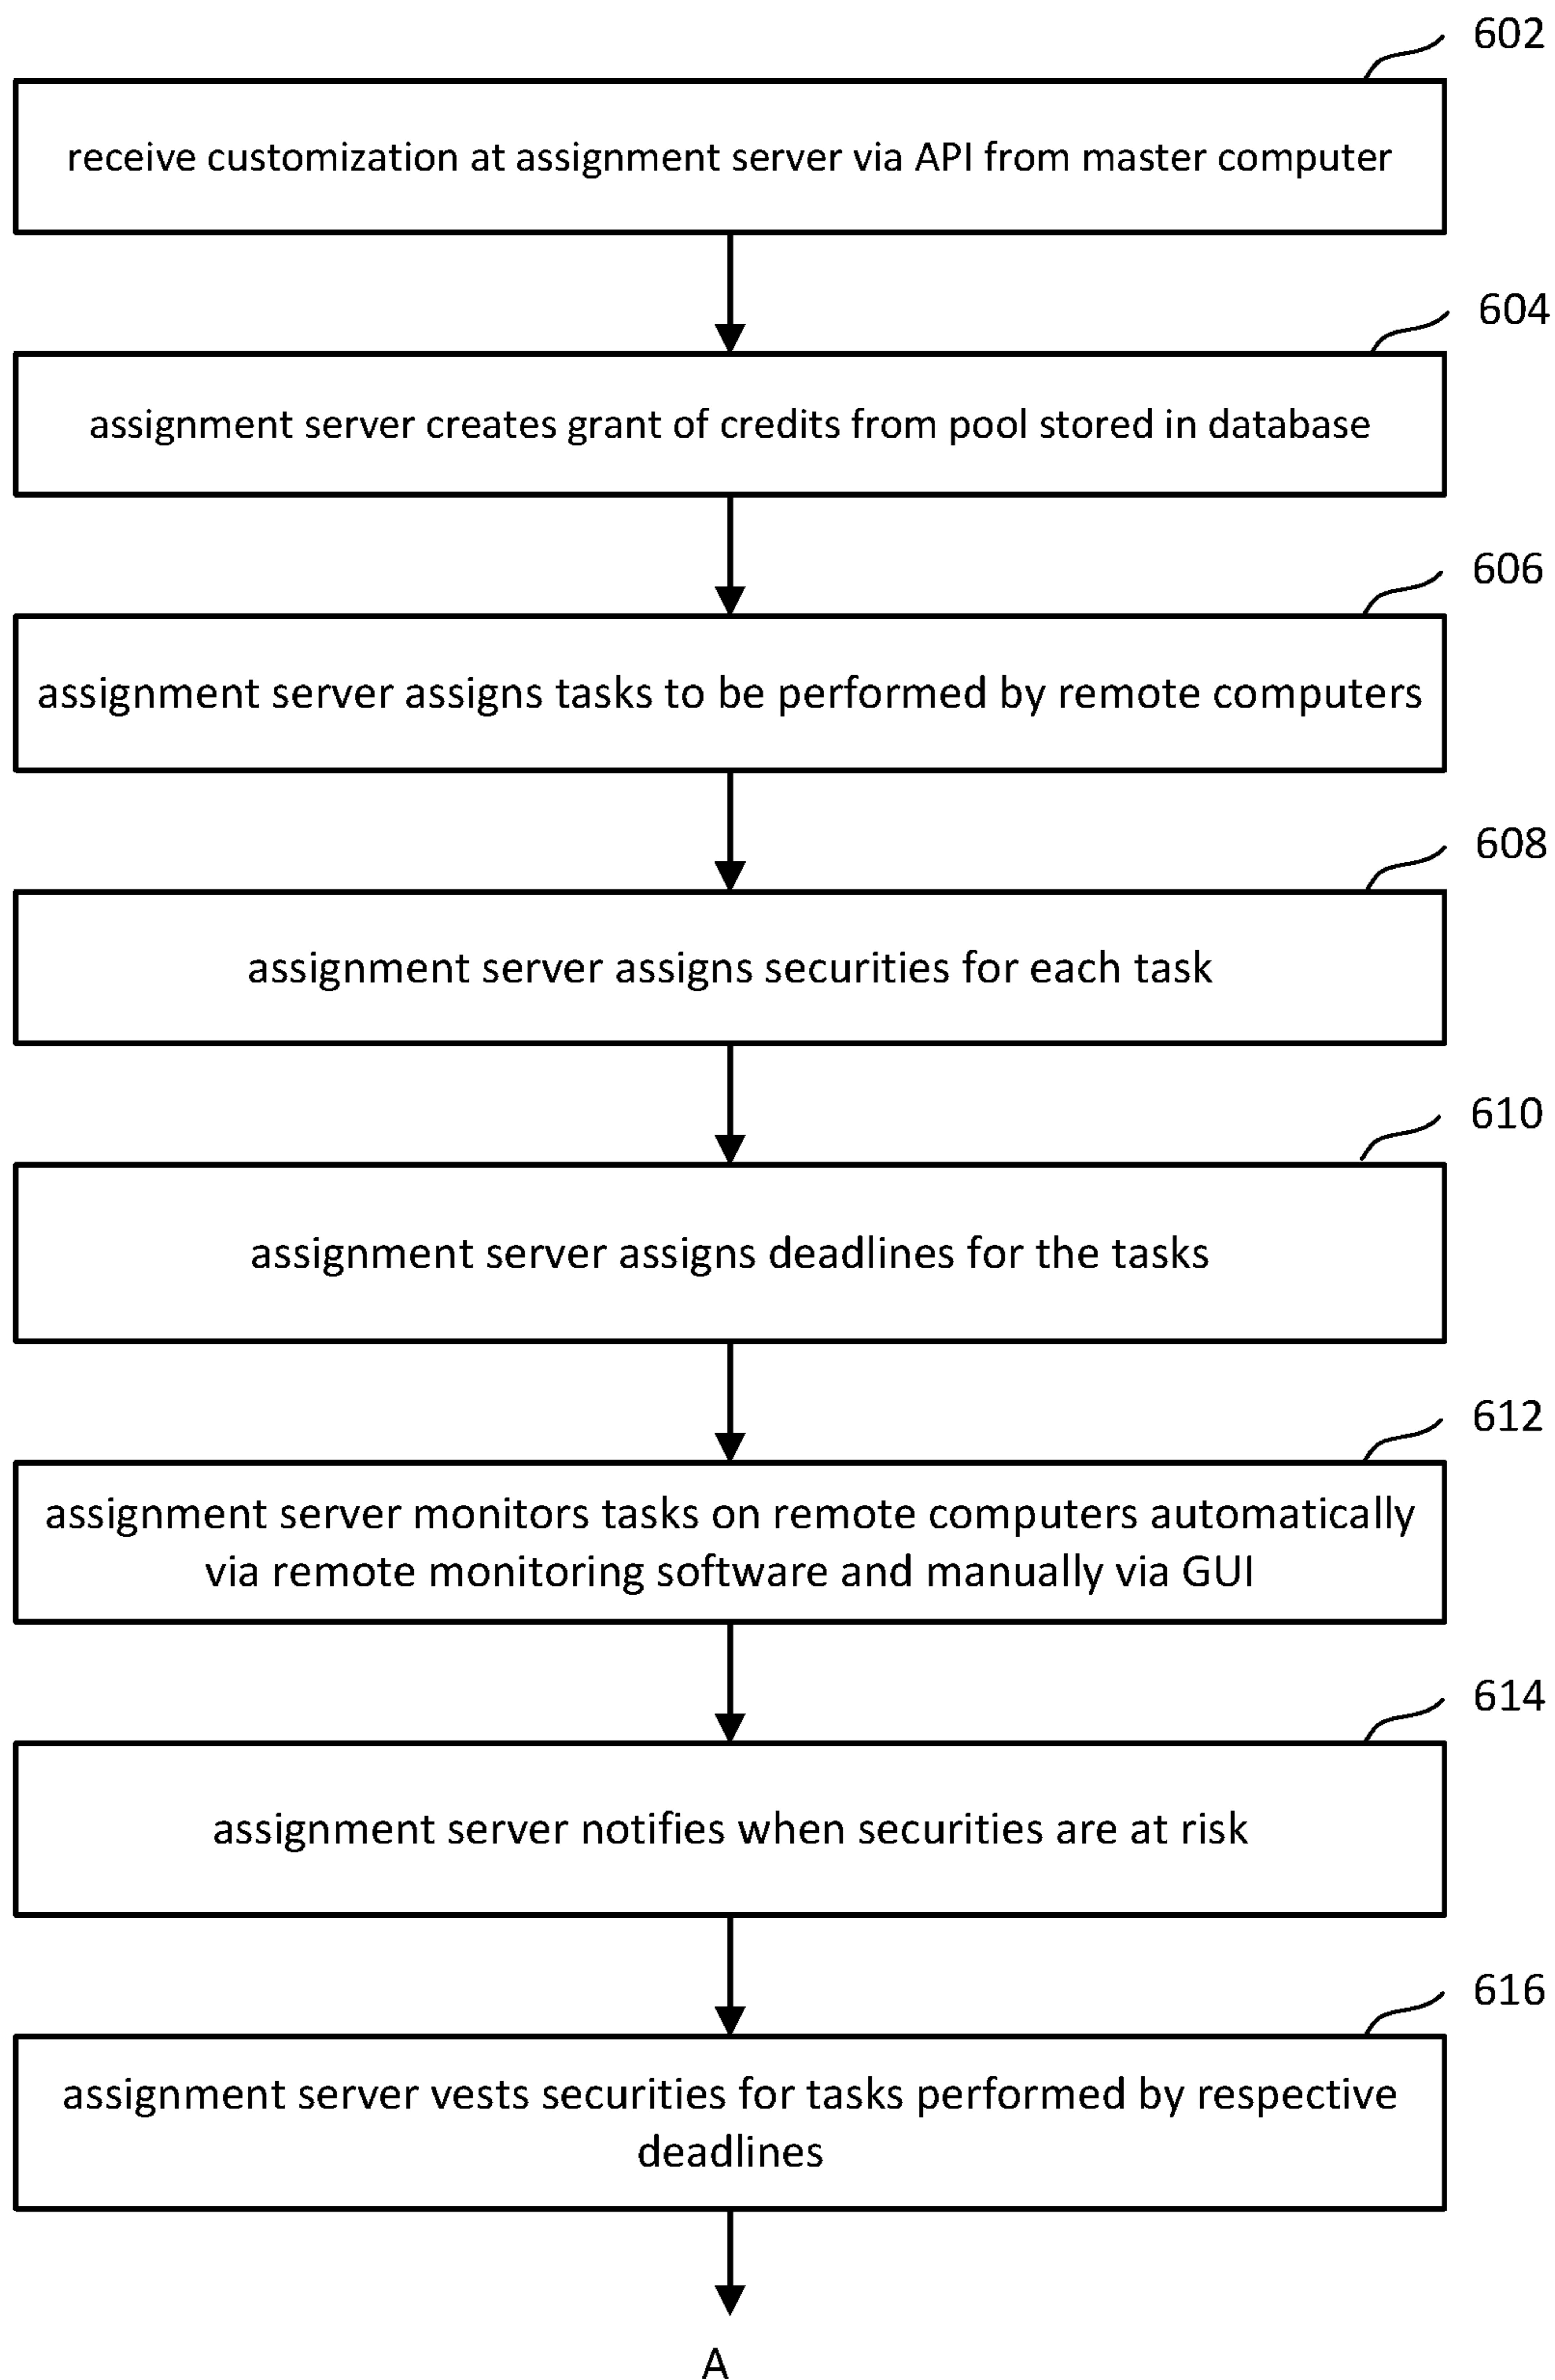 602
receive customization at assignment server via API from master computer
604
assignment server creates grant of credits from pool stored in database
606
assignment server assigns tasks to be performed by remote computers
608
assignment server assigns securities for each task
610
assignment server assigns deadlines for the tasks
612
assignment server monitors tasks on remote computers automatically
via remote monitoring software and manually via GUI
614
assignment server notifies when securities are at risk
616
assignment server vests securities for tasks performed by respective
deadlines
A